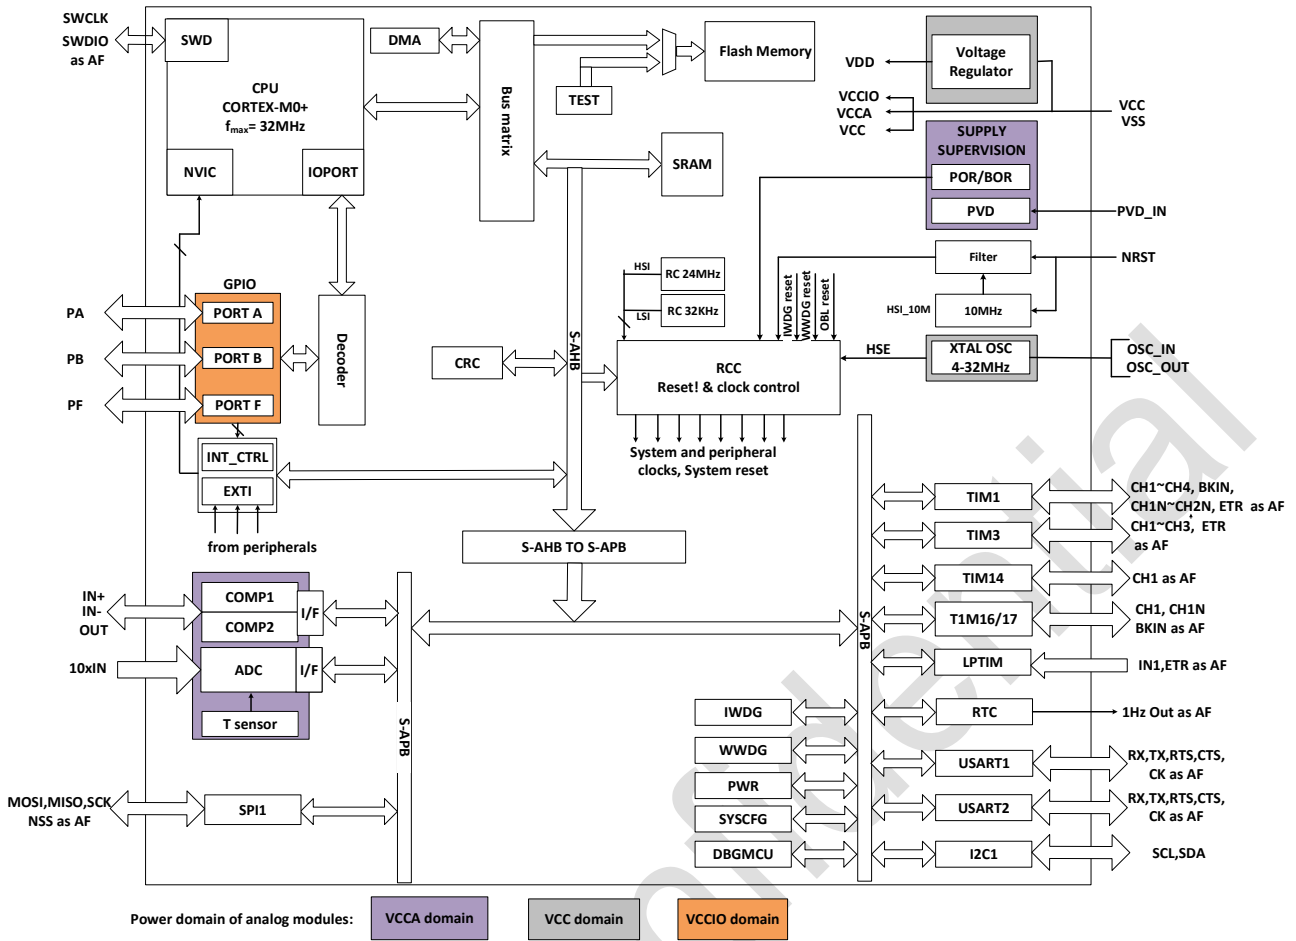 SWCLK
SWDIO
as AF
SWD
CPU
CORTEX-M0+
fmax= 32MHz
NVIC
IOPORT
DMA
Bus matrix
TEST
Flash Memory
SRAM
Voltage
Regulator
VDD
VCCIO
VCCA
VCC
VCC
VSS
SUPPLY
SUPERVISION
POR/BOR
PVD
PVD_IN
Filter
NRST
HSI_10M
10MHz
HSI
RC 24MHz
LSI
RC 32KHz
IWDG reset
WWDG reset
OBL reset
HSE
XTAL OSC
4-32MHz
OSC_IN
OSC_OUT
RCC
Reset! & clock control
System and peripheral
clocks, System reset
GPIO
PA
PORT A
PB
PORT B
PF
PORT F
Decoder
CRC
S-AHB
INT_CTRL
EXTI
from peripherals
S-AHB TO S-APB
IN+
IN-
OUT
COMP1
COMP2
I/F
10xIN
ADC
I/F
T sensor
S-APB
MOSI,MISO,SCK
NSS as AF
SPI1
S-APB
TIM1
CH1~CH4, BKIN,
CH1N~CH2N, ETR as AF
TIM3
CH1~CH3, ETR
as AF
TIM14
CH1 as AF
T1M16/17
CH1, CH1N
BKIN as AF
LPTIM
IN1,ETR as AF
IWDG
RTC
1Hz Out as AF
WWDG
USART1
RX,TX,RTS,CTS,
CK as AF
PWR
SYSCFG
USART2
RX,TX,RTS,CTS,
CK as AF
DBGMCU
I2C1
SCL,SDA
Power domain of analog modules:
VCCA domain
VCC domain
VCCIO domain
nfidential